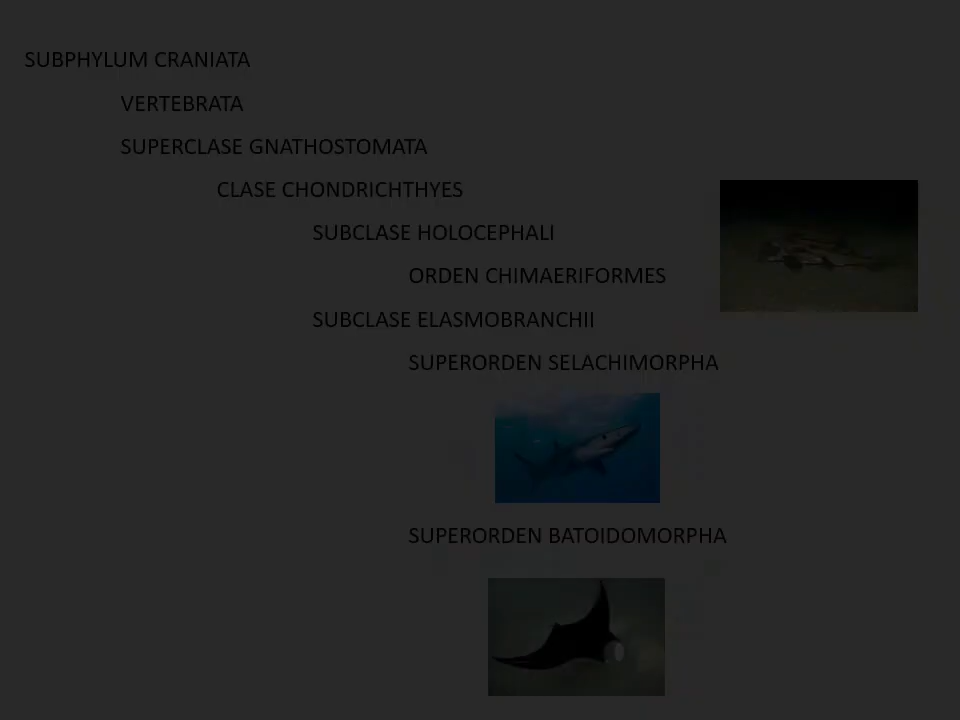 SUBPHYLUM CRANIATA
VERTEBRATA
SUPERCLASE GNATHOSTOMATA
CLASE CHONDRICHTHYES
SUBCLASE HOLOCEPHALI
ORDEN CHIMAERIFORMES
SUBCLASE ELASMOBRANCHII
SUPERORDEN SELACHIMORPHA
SUPERORDEN BATOIDOMORPHA